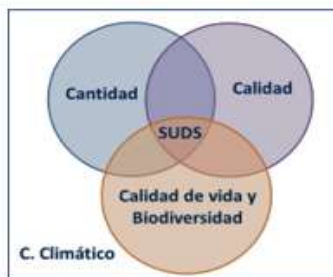 Cantidad
Calidad
SUDS
Calidad de vida y
Biodiversidad
C. Climático